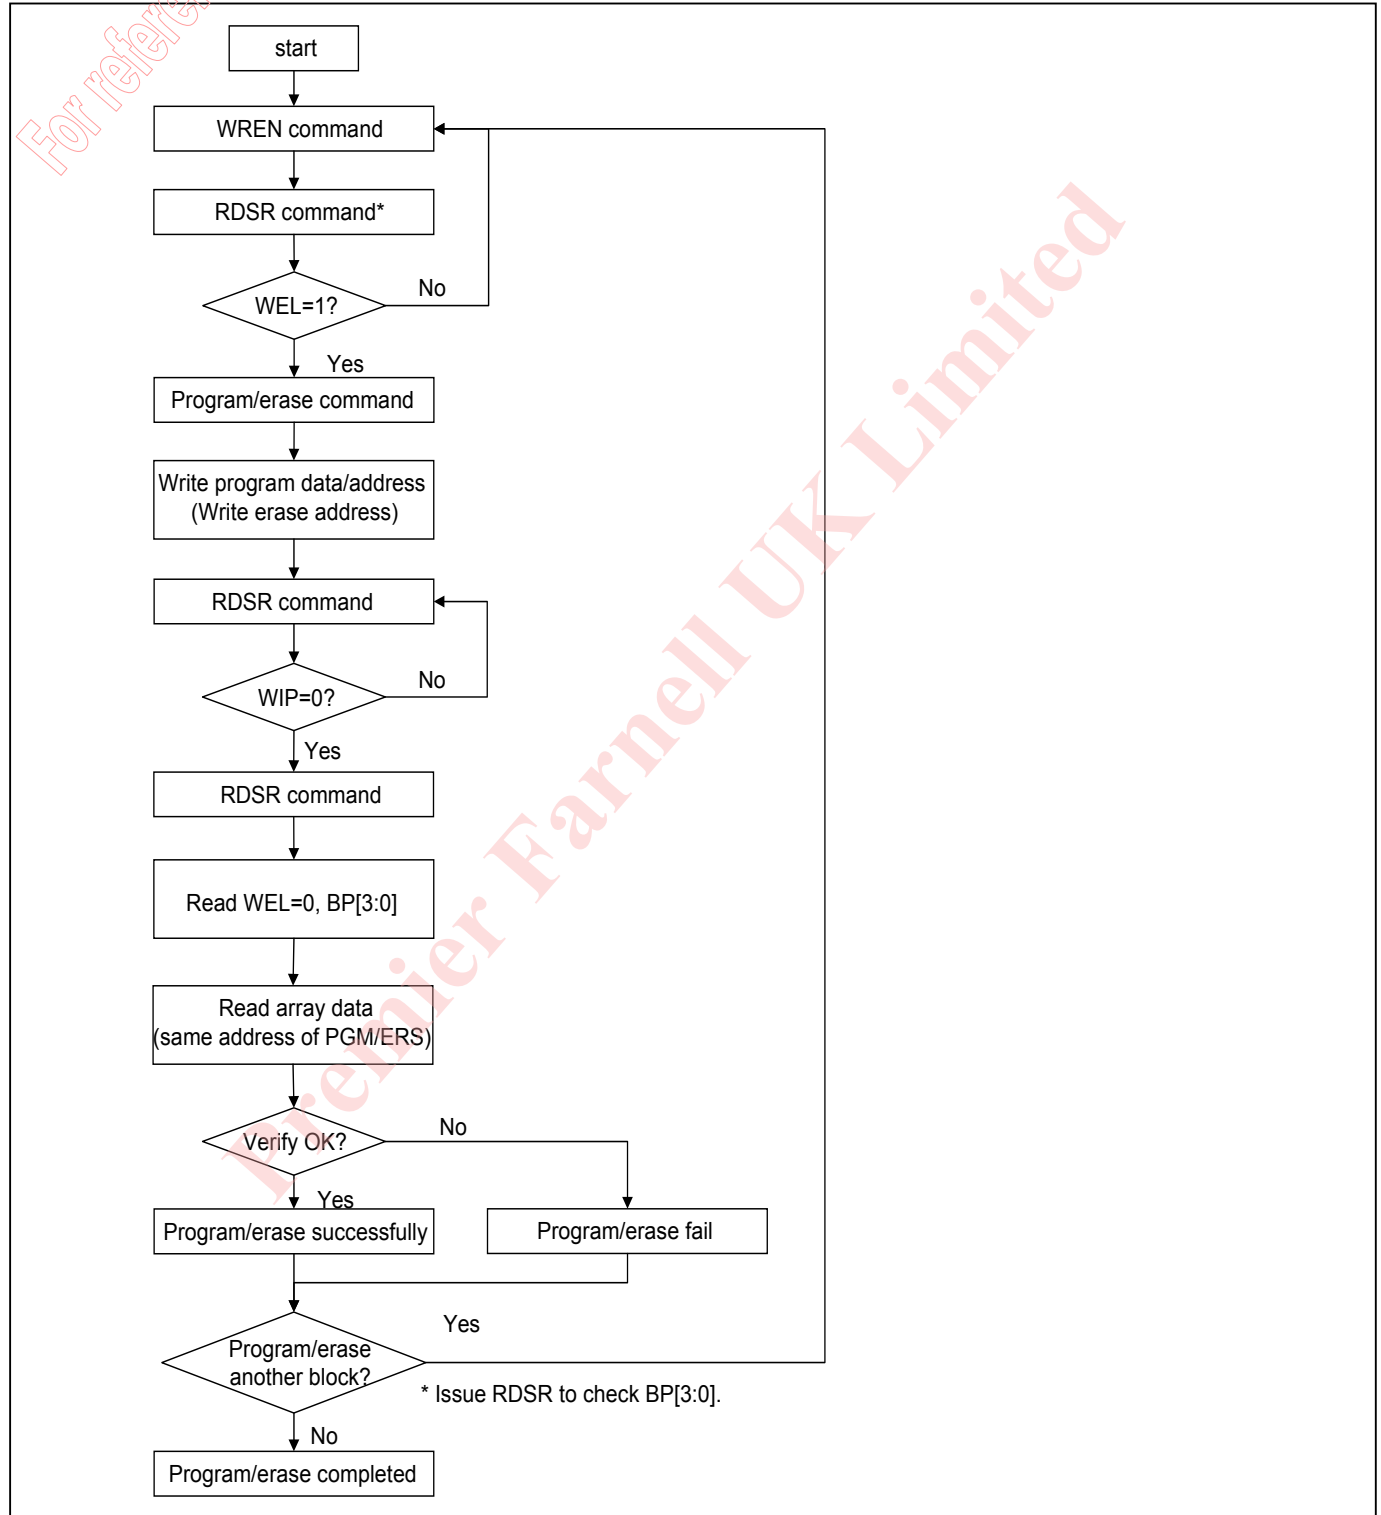 For refere
start
WREN command
RDSR command*
WEL=1?
No
Yes
Program/erase command
Write program data/address
(Write erase address)
RDSR command
WIP=0?
No
Yes
RDSR command
Read WEL=0, BP[3:0]
Read array data
(same address of PGM/ERS)
Verify OK?
No
Yes
Program/erase successfully
Program/erase fail
Yes
Program/erase
another block?
* Issue RDSR to check BP[3:0].
No
Program/erase completed
Premier Farnell UK Limited